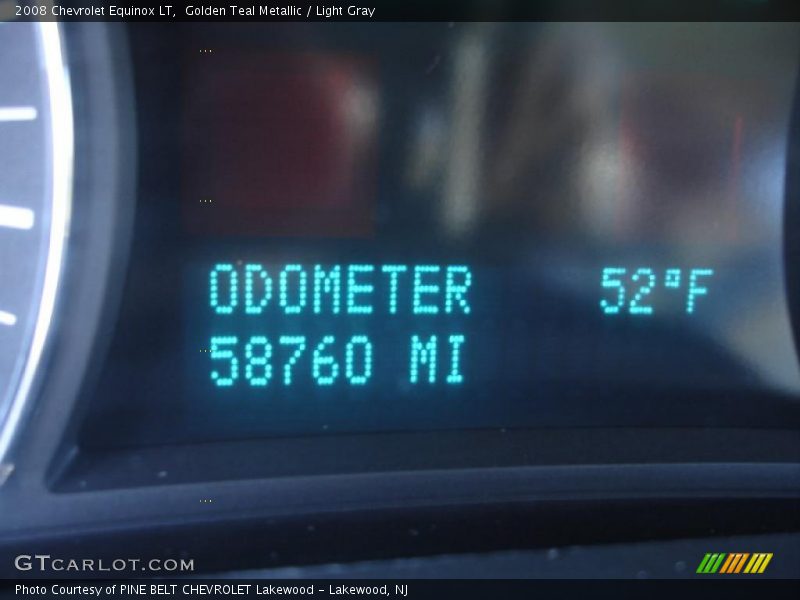 2008 Chevrolet Equinox LT,  Golden Teal Metallic / Light Gray
ODOMETER 52°F
58760 MI
GTCARLOT.COM
Photo Courtesy of PINE BELT CHEVROLET Lakewood - Lakewood, NJ